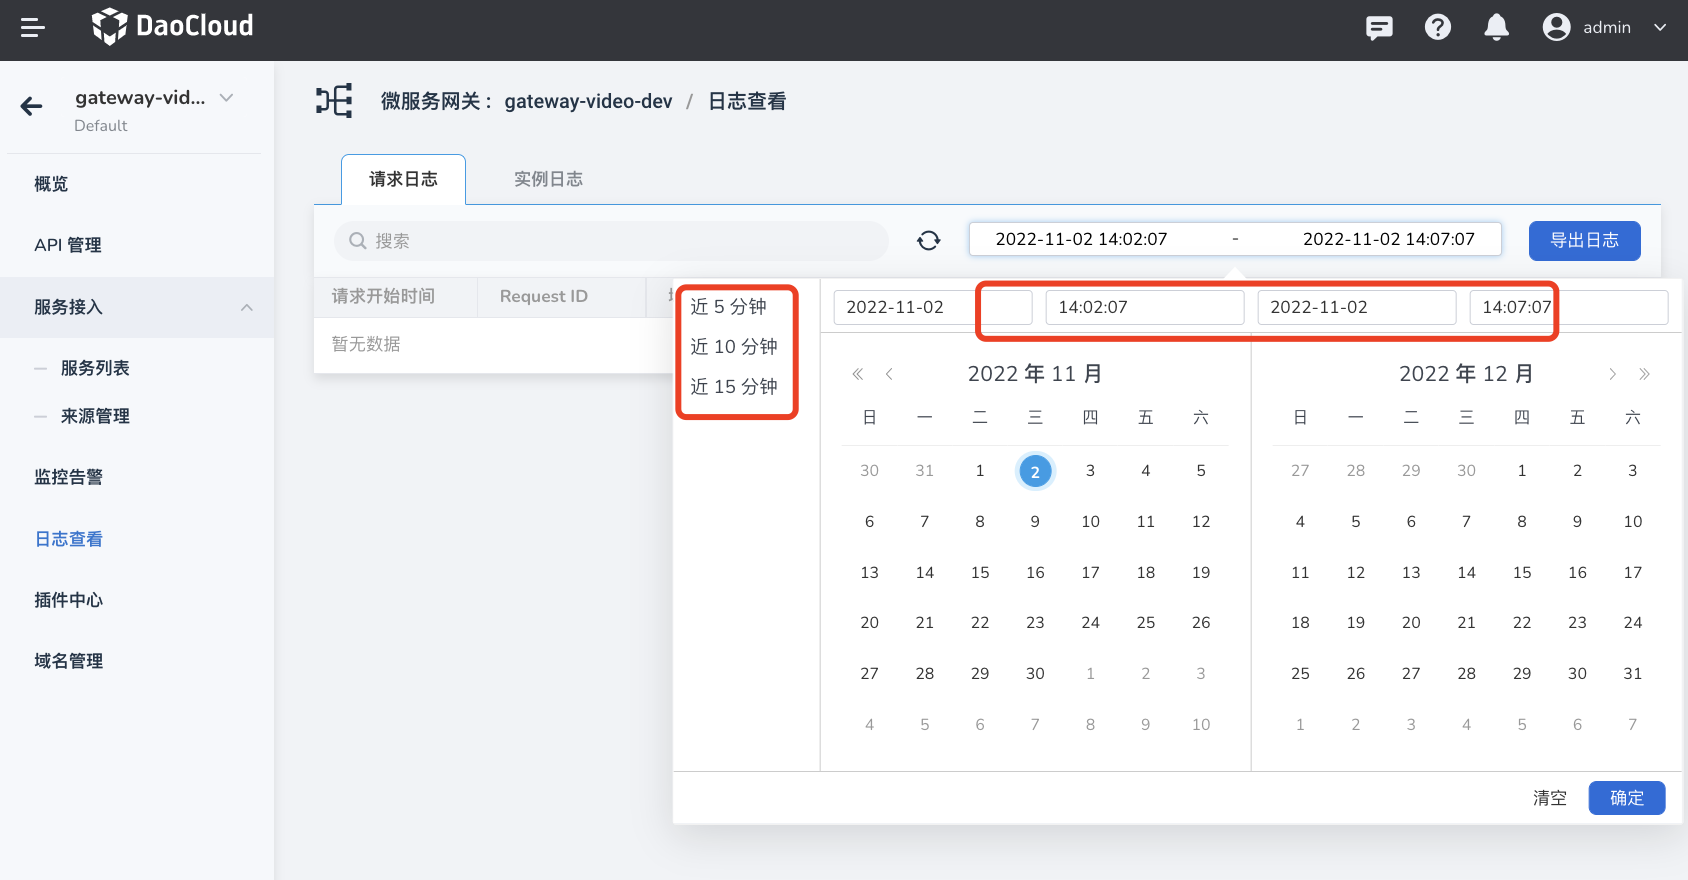 DaoCloud
admin
gateway-vid...
Default
概览
API 管理
服务接入
服务列表
来源管理
监控告警
日志查看
插件中心
域名管理
微服务网关： gateway-video-dev / 日志查看
请求日志 实例日志
搜索
2022-11-02 14:02:07 - 2022-11-02 14:07:07
导出日志
请求开始时间 Request ID
暂无数据
近 5 分钟
近 10 分钟
近 15 分钟
2022-11-02 14:02:07 2022-11-02 14:07:07
2022 年 11 月
日 一 二 三 四 五 六
30 31 1 2 3 4 5
6 7 8 9 10 11 12
13 14 15 16 17 18 19
20 21 22 23 24 25 26
27 28 29 30 1 2 3
4 5 6 7 8 9 10
2022 年 12 月
日 一 二 三 四 五 六
27 28 29 30 1 2 3
4 5 6 7 8 9 10
11 12 13 14 15 16 17
18 19 20 21 22 23 24
25 26 27 28 29 30 31
1 2 3 4 5 6 7
清空 确定